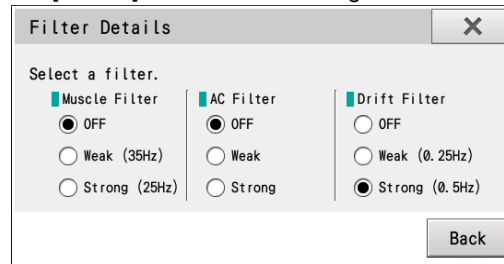 Filter Details
Select a filter.
Muscle Filter
OFF
Weak (35Hz)
Strong (25Hz)
AC Filter
OFF
Weak
Strong
Drift Filter
OFF
Weak (0.25Hz)
Strong (0.5Hz)
Back